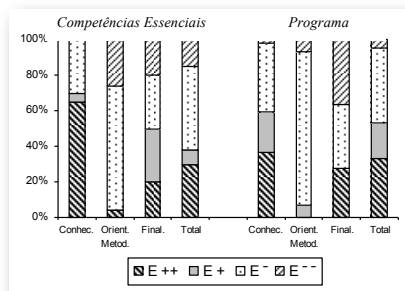 Competências Essenciais Programa
100%
80%
60%
40%
20%
0%
Conhec. Orient. Metod. Final. Total Conhec. Orient. Metod. Final. Total
E ++ E + E - E - -